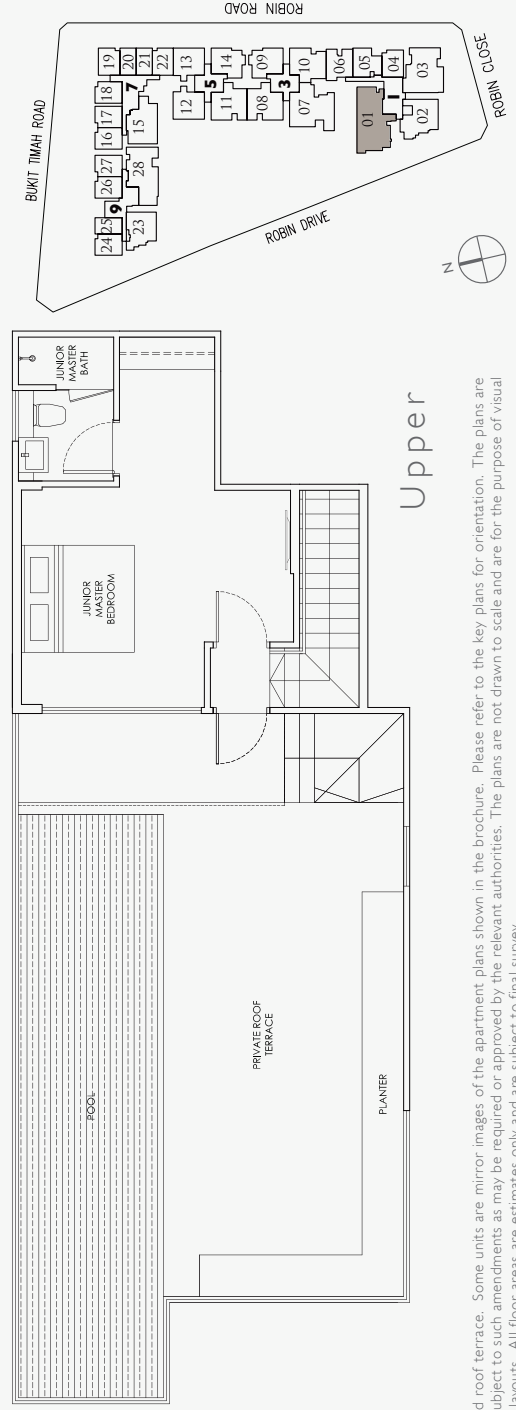 ROBIN ROAD
BUKIT TIMAH ROAD
ROBIN CLOSE
ROBIN DRIVE
19
20
21
22
13
14
09
10
06
05
04
03
18
7
5
3
1
12
11
08
07
01
02
17
16
15
27
26
28
9
25
24
23
N
Upper
JUNIOR
MASTER
BATH
JUNIOR
MASTER
BEDROOM
POOL
PRIVATE ROOF
TERRACE
PLANTER
d roof terrace. Some units are mirror images of the apartment plans shown in the brochure. Please refer to the key plans for orientation. The plans are
ubject to such amendments as may be required or approved by the relevant authorities. The plans are not drawn to scale and are for the purpose of visual
layouts. All floor areas are estimates only and are subject to final survey.